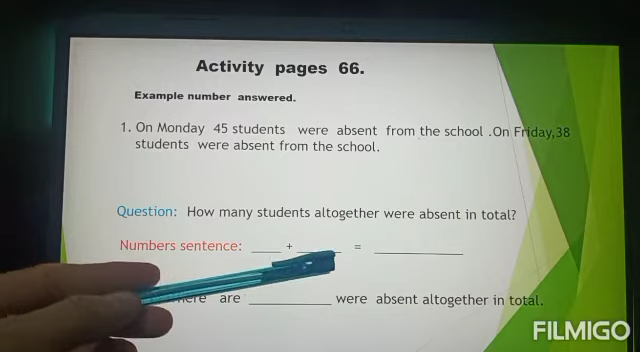 Activity pages 66.
Example number answered.
1. On Monday 45 students were absent from the school .On Friday,38
students were absent from the school.
Question: How many students altogether were absent in total?
Numbers sentence: ____ + ____ = ________
are ________ were absent altogether in total.
FILMIGO